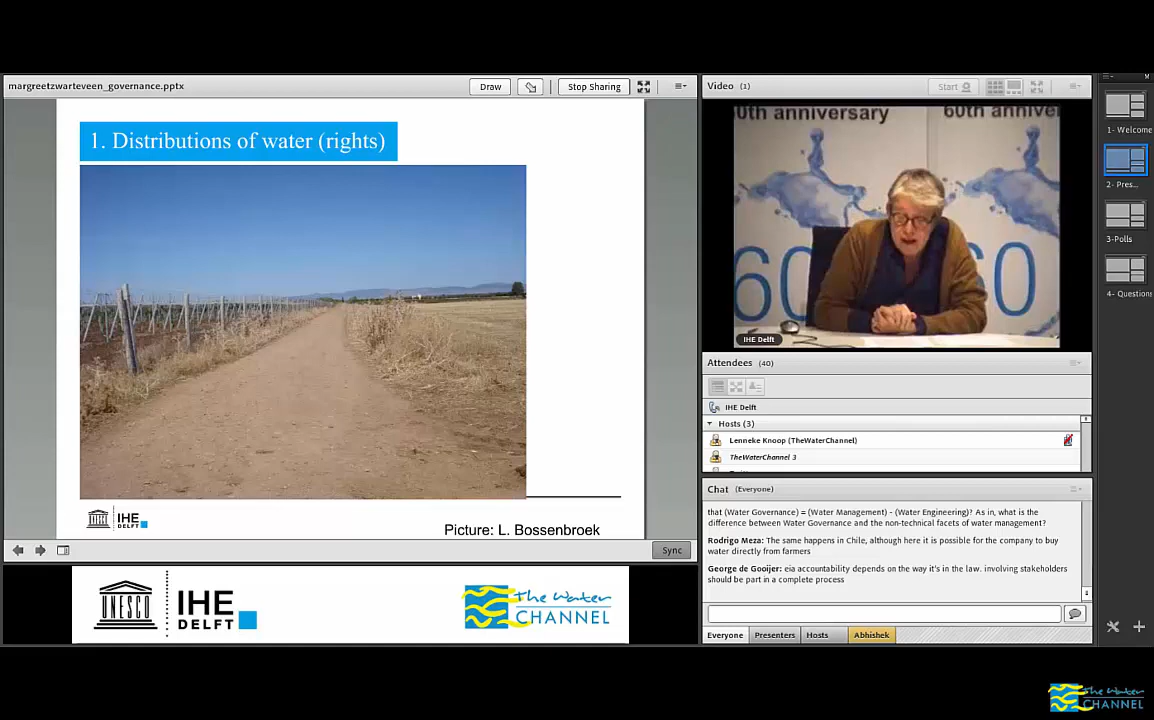 margreetzwarteveen_governance.pptx
Draw
Stop Sharing
1. Distributions of water (rights)
UNESCO
IHE
DELFT
Picture: L. Bossenbroek
Sync
UNESCO
IHE
DELFT
The Water
CHANNEL
Video (1)
Start
0th anniversary
60th anniver
60
60
IHE Delft
Attendees (40)
IHE Delft
Hosts (3)
Lenneke Knoop (TheWaterChannel)
TheWaterChannel 3
Chat (Everyone)
that (Water Governance) = (Water Management) - (Water Engineering)? As in, what is the
difference between Water Governance and the non-technical facets of water management?
Rodrigo Meza: The same happens in Chile, although here it is possible for the company to buy
water directly from farmers
George de Gooijer: eia accountability depends on the way it's in the law. involving stakeholders
should be part in a complete process
Everyone
Presenters
Hosts
Abhishek
1- Welcome
2- Pres...
3-Polls
4- Question
The Water
CHANNEL